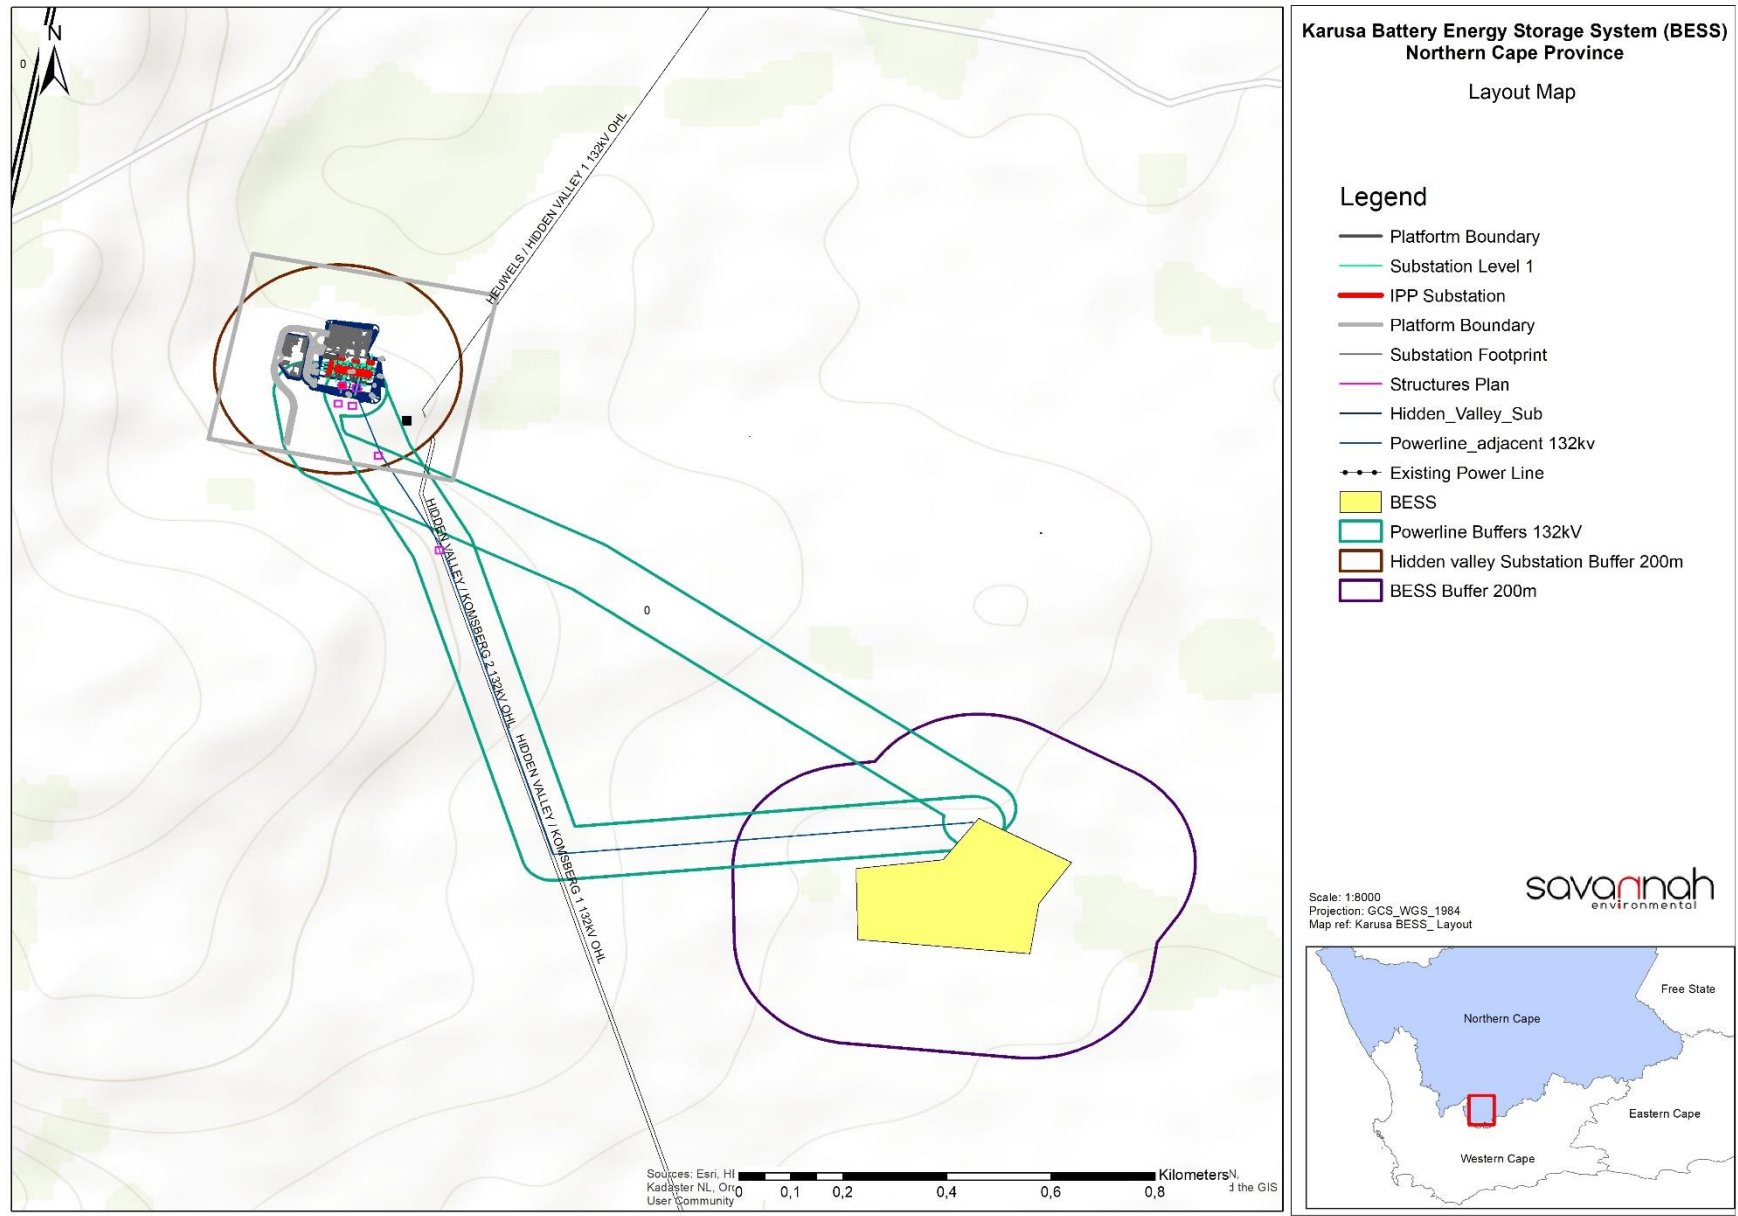 N
0
HEUWELS / HIDDEN VALLEY 1 132kV OHL
HIDDEN VALLEY / KOMSBERG 2 132kV OHL
HIDDEN VALLEY / KOMSBERG 1 132kV OHL
0
Sources: Esri, HE
Kadaster NL, Ord
User Community
N,
d the GIS
Kilometers
0 0,1 0,2 0,4 0,6 0,8
Karusa Battery Energy Storage System (BESS)
Northern Cape Province
Layout Map
Legend
Platfortm Boundary
Substation Level 1
IPP Substation
Platform Boundary
Substation Footprint
Structures Plan
Hidden_Valley_Sub
Powerline_adjacent 132kv
Existing Power Line
BESS
Powerline Buffers 132kV
Hidden valley Substation Buffer 200m
BESS Buffer 200m
savannah
environmental
Scale: 1:8000
Projection: GCS_WGS_1984
Map ref: Karusa BESS_ Layout
Free State
Northern Cape
Eastern Cape
Western Cape